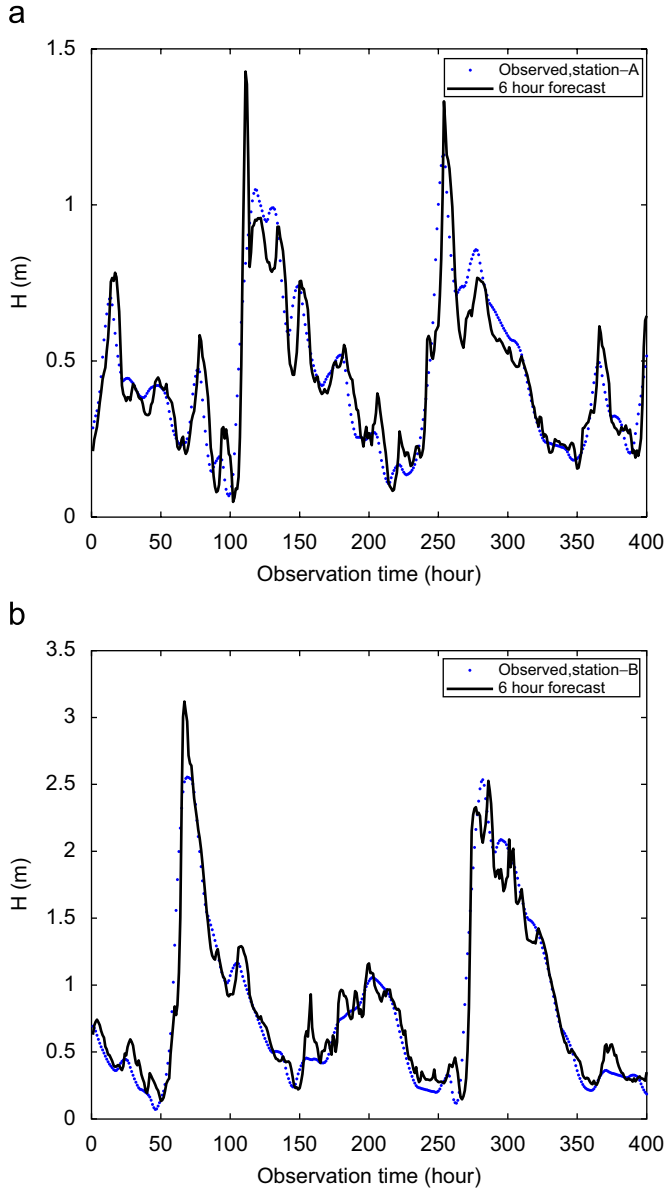 a
1.5
1
0.5
0
H (m)
Observed,station−A
6 hour forecast
0 50 100 150 200 250 300 350 400
Observation time (hour)
b
3.5
3
2.5
2
1.5
1
0.5
0
H (m)
Observed,station−B
6 hour forecast
0 50 100 150 200 250 300 350 400
Observation time (hour)